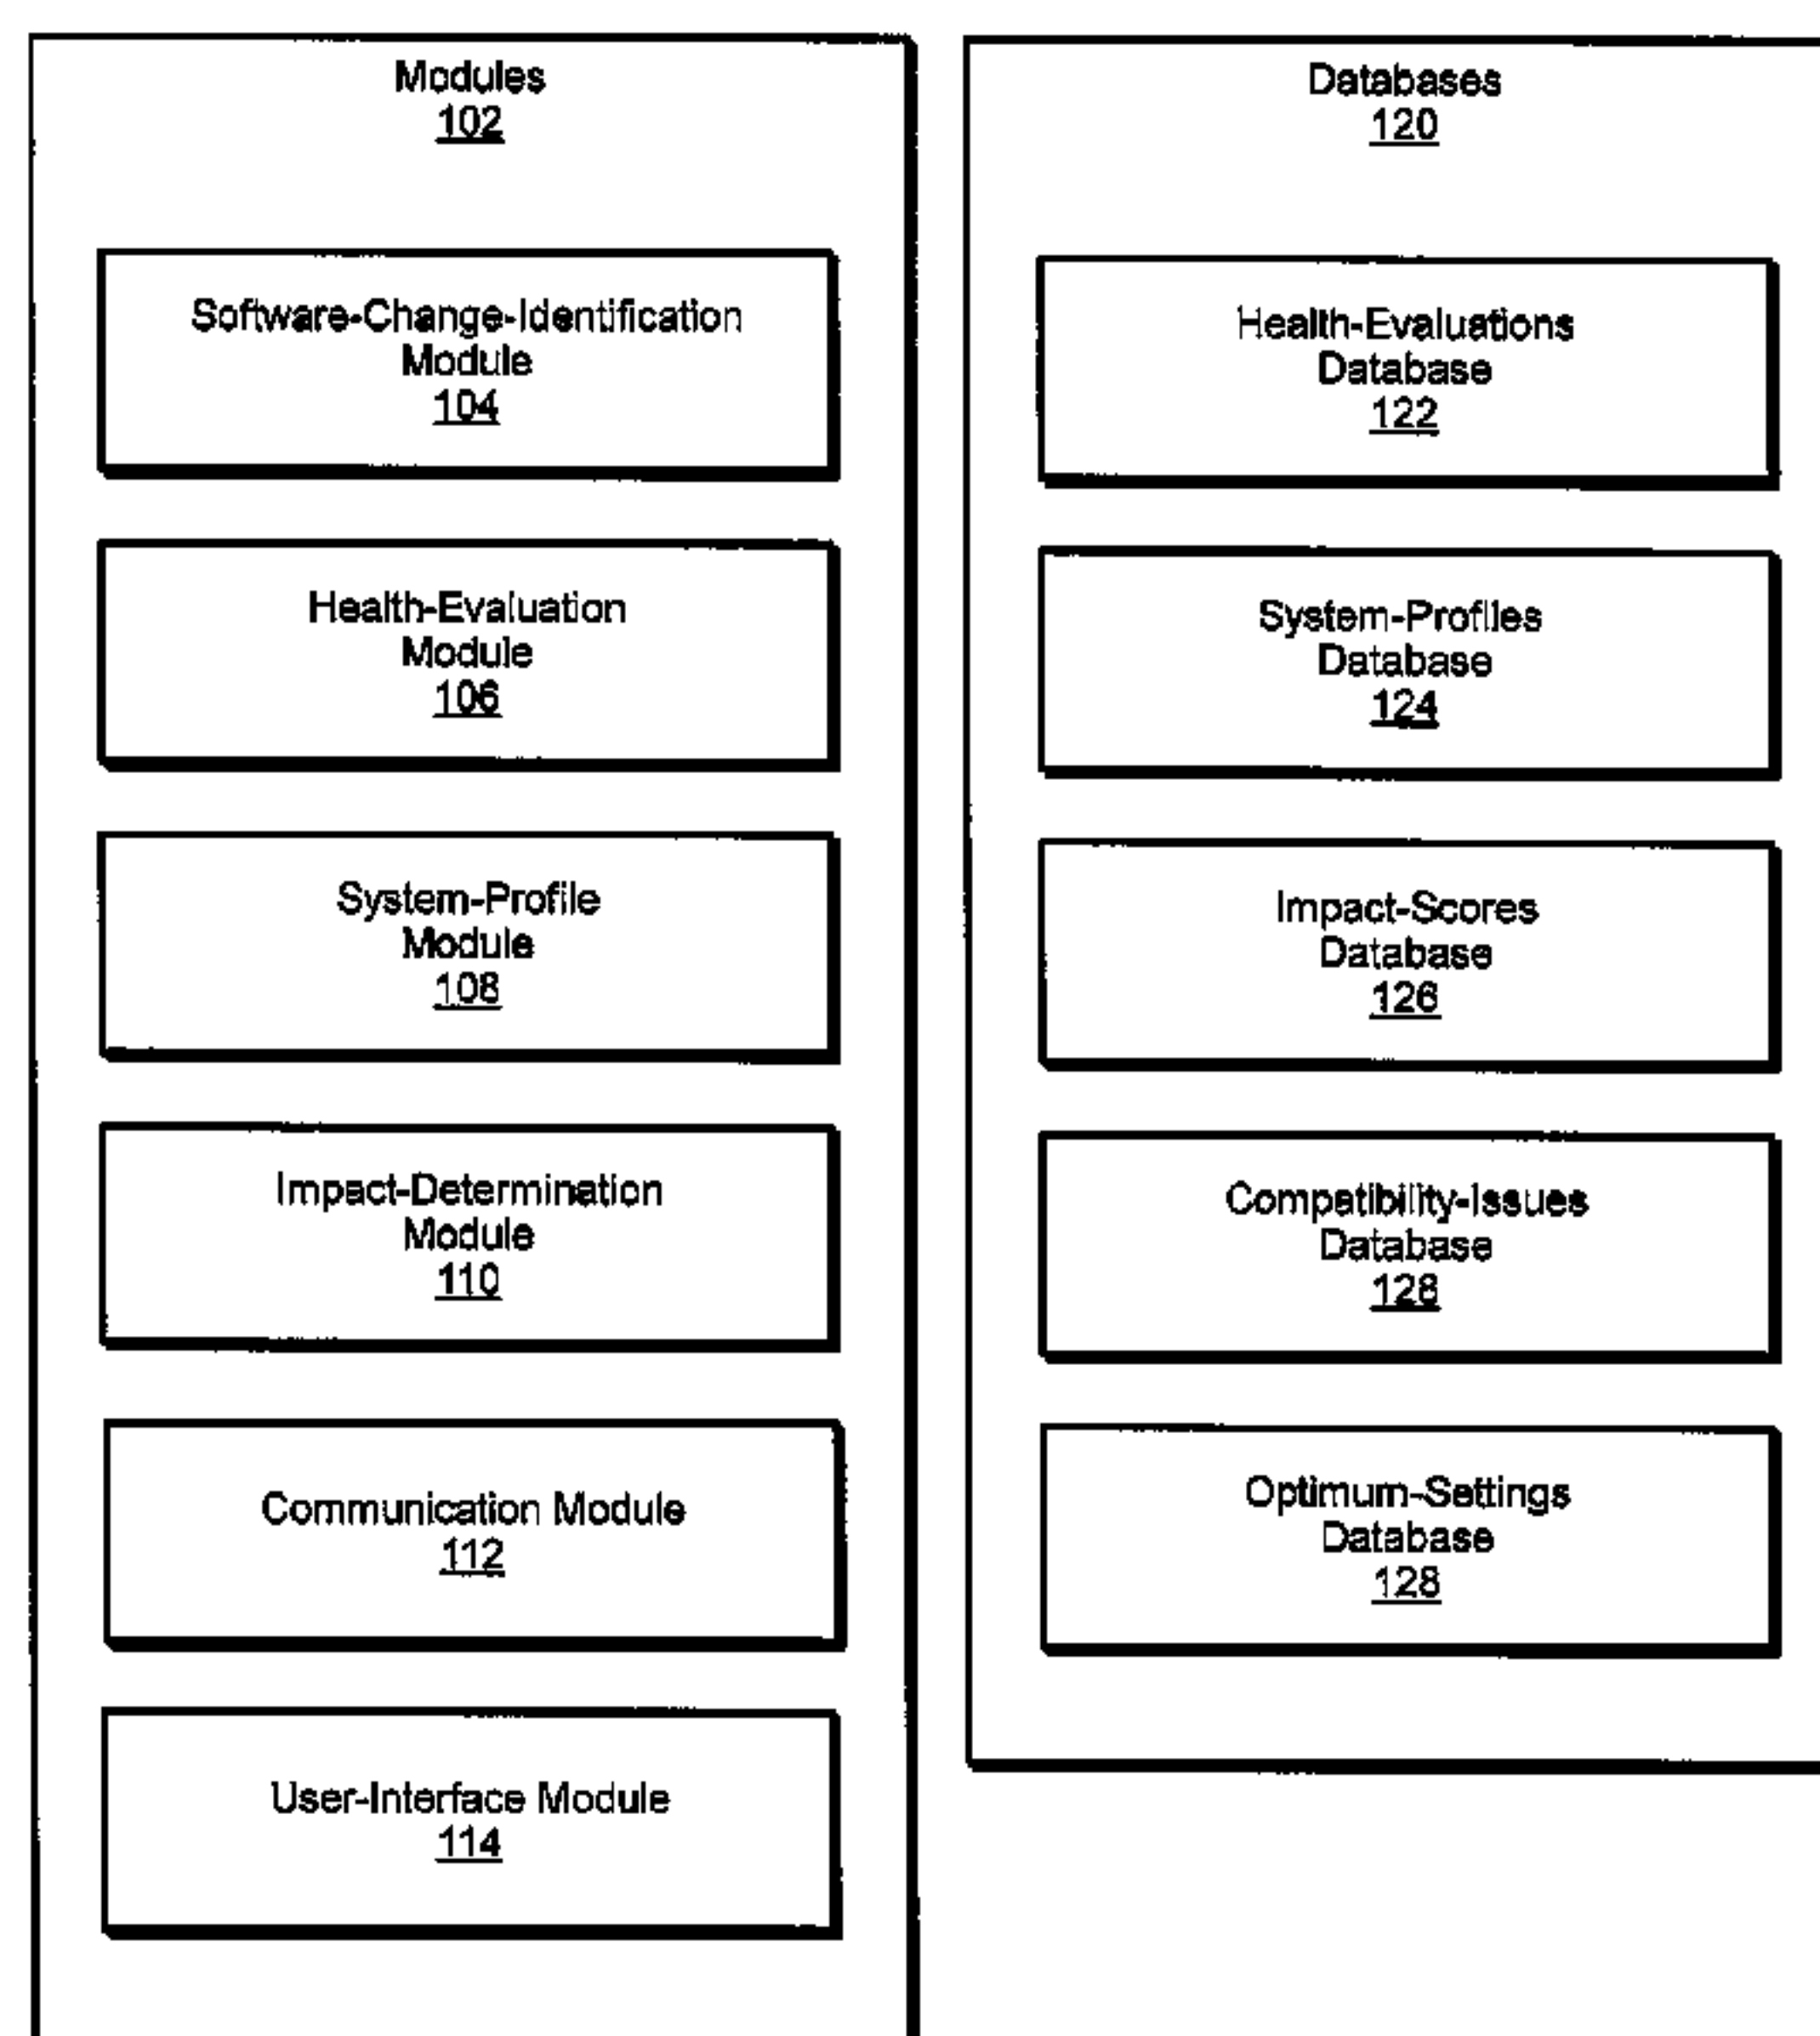 Modules
102
Software-Change-Identification
Module
104
Health-Evaluation
Module
106
System-Profile
Module
108
Impact-Determination
Module
110
Communication Module
112
User-Interface Module
114
Databases
120
Health-Evaluations
Database
122
System-Profiles
Database
124
Impact-Scores
Database
126
Compatibility-Issues
Database
128
Optimum-Settings
Database
128